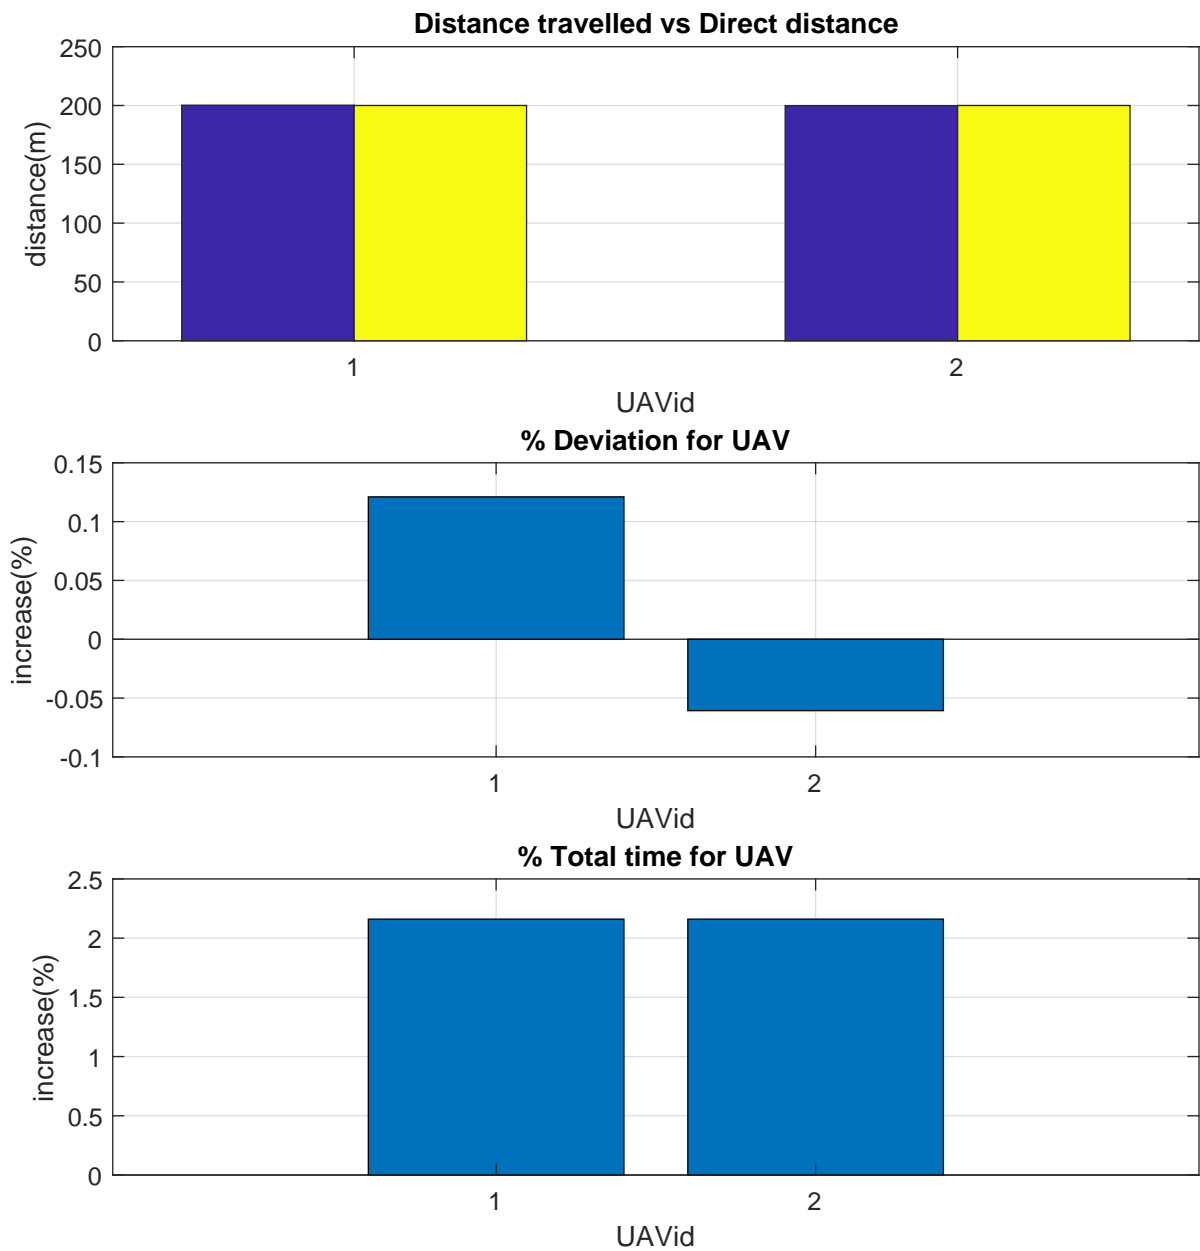 Distance travelled vs Direct distance
250
200
150
100
50
0
distance(m)
1 2
UAVid
% Deviation for UAV
0.15
0.1
0.05
0
-0.05
-0.1
increase(%)
1 2
UAVid
% Total time for UAV
2.5
2
1.5
1
0.5
0
increase(%)
1 2
UAVid